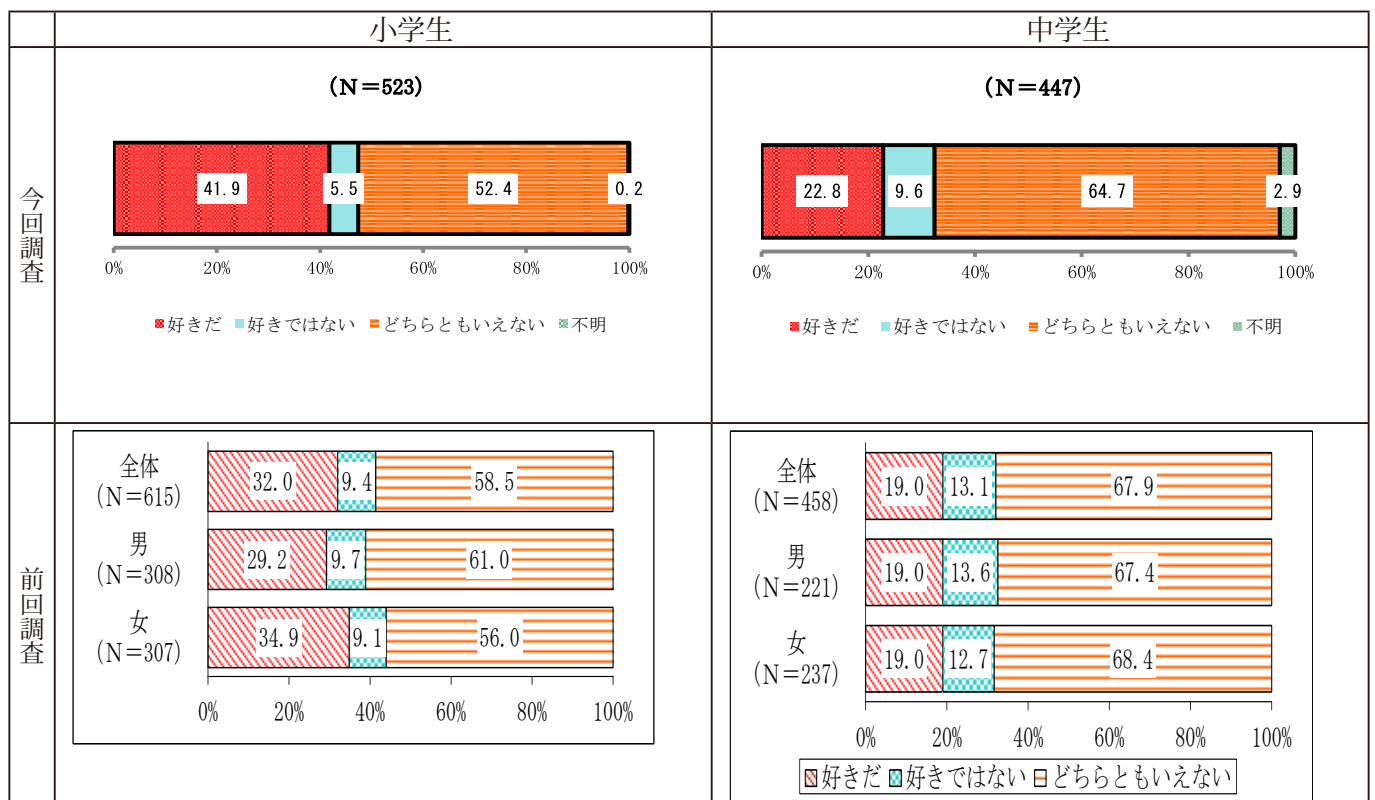 小学生
中学生
今回調査
(N＝523)
41.9
5.5
52.4
0.2
0%
20%
40%
60%
80%
100%
好きだ
好きではない
どちらともいえない
不明
(N＝447)
22.8
9.6
64.7
2.9
0%
20%
40%
60%
80%
100%
好きだ
好きではない
どちらともいえない
不明
前回調査
全体
(N＝615)
32.0
9.4
58.5
男
(N＝308)
29.2
9.7
61.0
女
(N＝307)
34.9
9.1
56.0
0%
20%
40%
60%
80%
100%
全体
(N＝458)
19.0
13.1
67.9
男
(N＝221)
19.0
13.6
67.4
女
(N＝237)
19.0
12.7
68.4
0%
20%
40%
60%
80%
100%
好きだ
好きではない
どちらともいえない